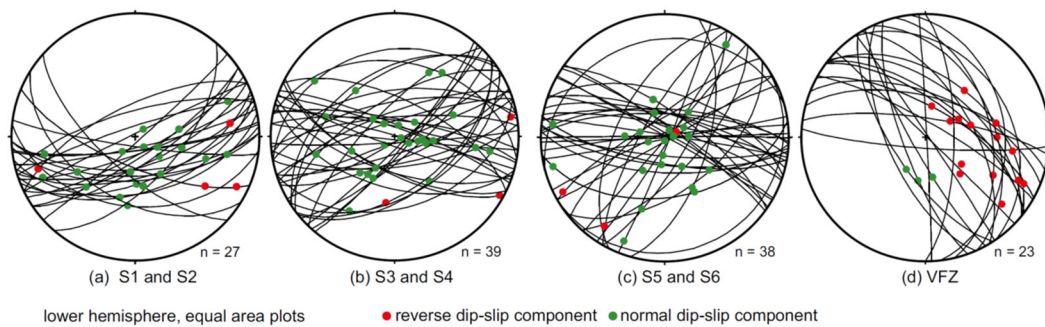 n = 27
n = 39
n = 38
n = 23
(a) S1 and S2
(b) S3 and S4
(c) S5 and S6
(d) VFZ
lower hemisphere, equal area plots
reverse dip-slip component
normal dip-slip component